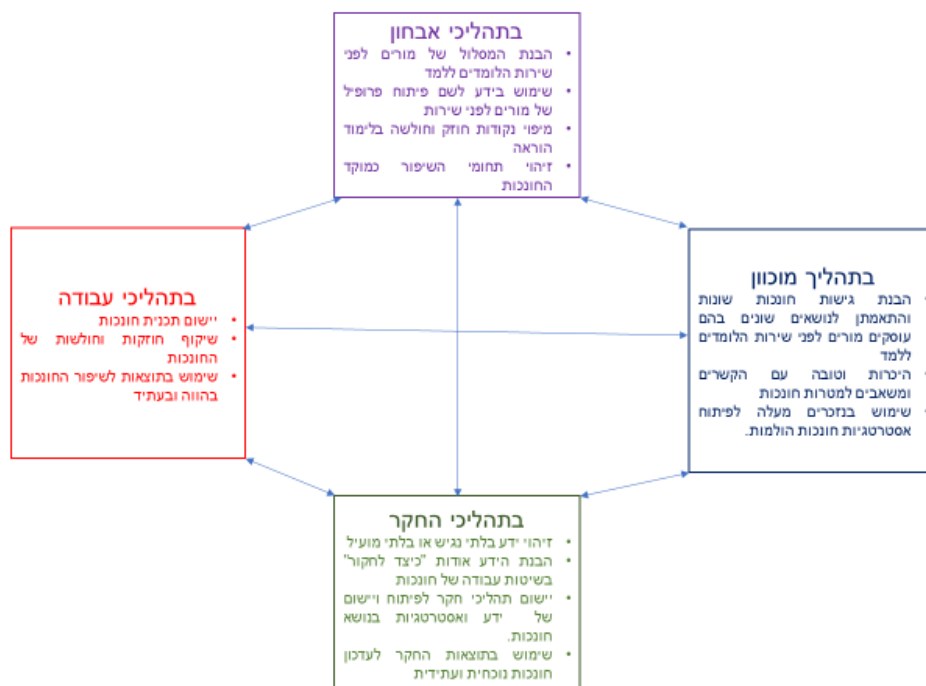 בתהליכי אבחון
• הבנת המסלול של מורים לפני
שירות הלומדים ללמד
• שימוש בידע לשם פיתוח פרופיל
של מורים לפני שירות
• מיפוי נקודות חוזק וחולשה בלימוד
הוראה
• זיהוי תחומי השיפור כמוקד
החונכות
בתהליך מוכוון
• הבנת גישות חונכות שונות
והתאמתן לנושאים שונים בהם
עוסקים מורים לפני שירות הלומדים
ללמד
• היכרות וטובה עם הקשרים
ומשאבים למטרות חונכות
• שימוש בנזכרים מעלה לפיתוח
אסטרטגיות חונכות הולמות.
בתהליכי עבודה
• יישום תכנית חונכות
• שיקוף חוזקות וחולשות של
החונכות
• שימוש בתוצאות לשיפור החונכות
בהווה ובעתיד
בתהליכי החקר
• זיהוי ידע בלתי נגיש או בלתי מועיל
• הבנת הידע אודות "כיצד לחקור"
בשיטות עבודה של חונכות
• יישום תהליכי חקר לפיתוח ויישום
של ידע ואסטרטגיות בנושא
חונכות.
• שימוש בתוצאות החקר לעדכון
חונכות נוכחית ועתידית